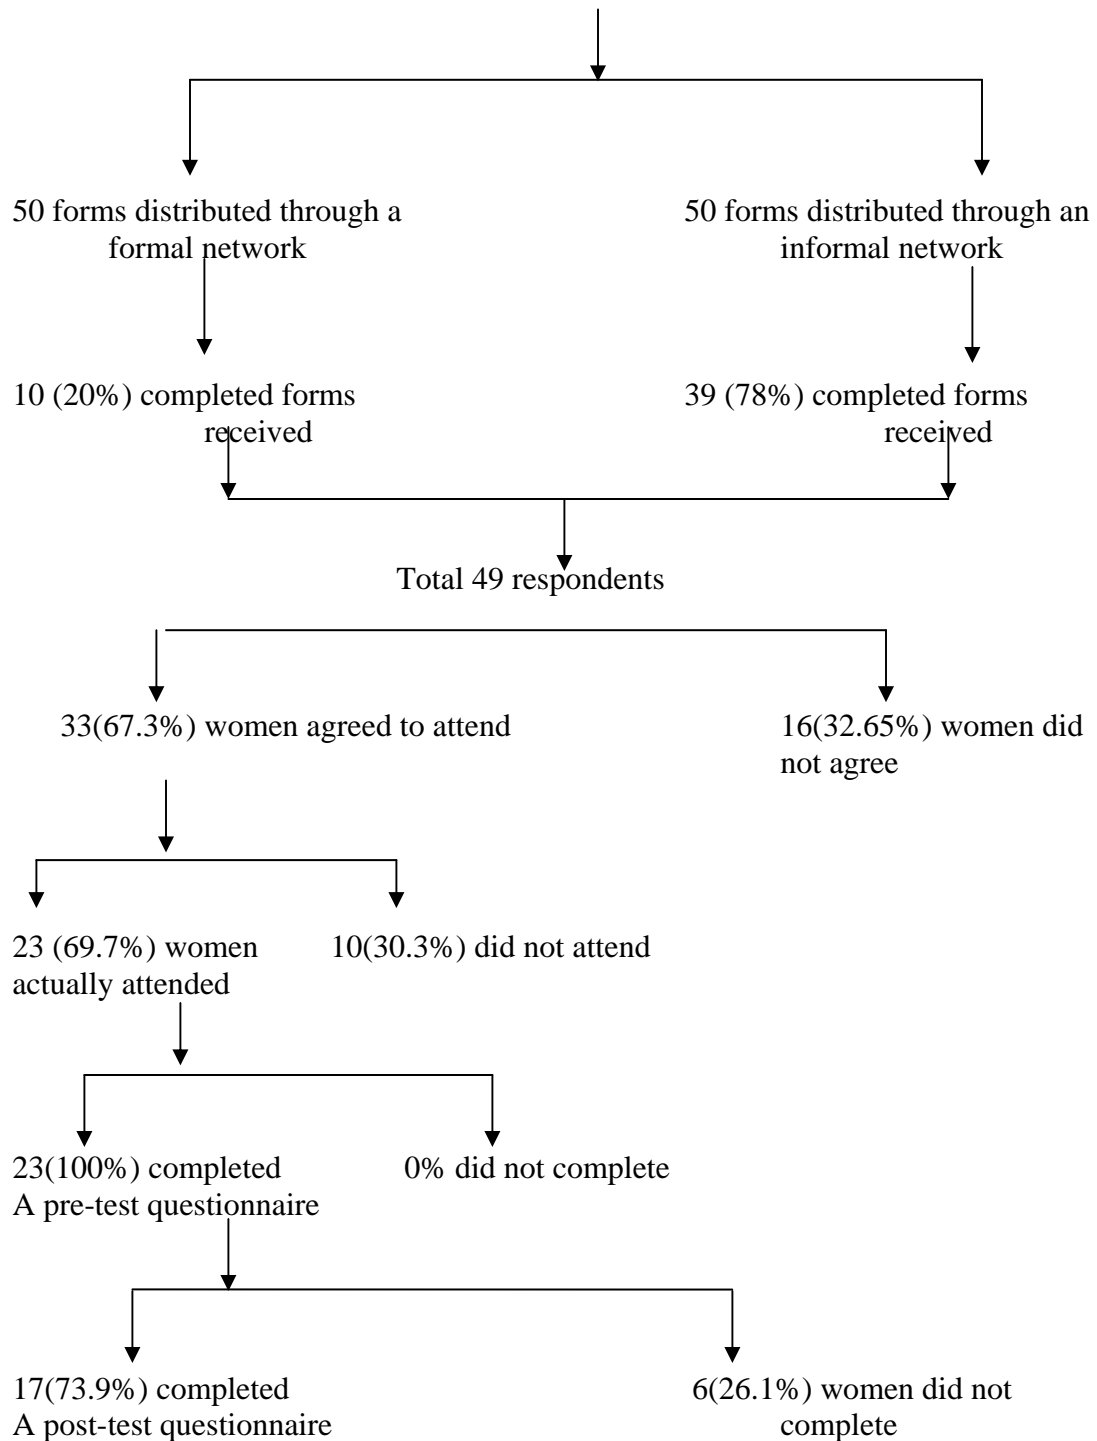 50 forms distributed through a
formal network
50 forms distributed through an
informal network
10 (20%) completed forms
received
39 (78%) completed forms
received
Total 49 respondents
33(67.3%) women agreed to attend
16(32.65%) women did
not agree
23 (69.7%) women
actually attended
10(30.3%) did not attend
23(100%) completed
A pre-test questionnaire
0% did not complete
17(73.9%) completed
A post-test questionnaire
6(26.1%) women did not
complete